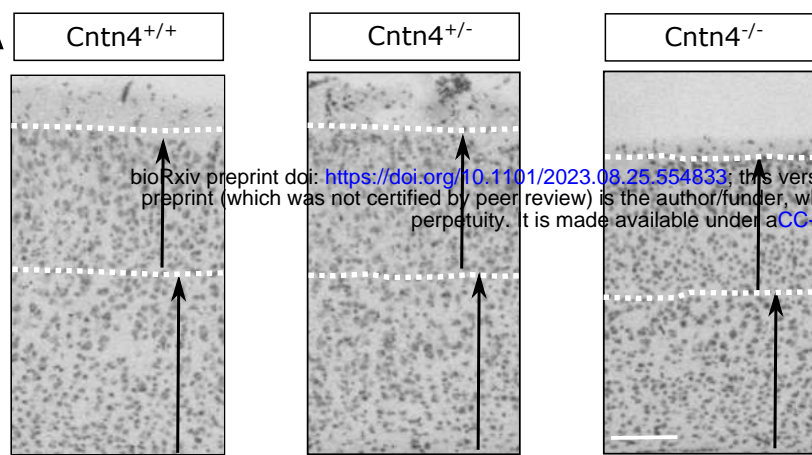 A
Cntn4+/+ Cntn4+/- Cntn4-/-
bioRxiv preprint doi: https://doi.org/10.1101/2023.08.25.554833; this vers
preprint (which was not certified by peer review) is the author/funder, w
perpetuity. It is made available under aCC-